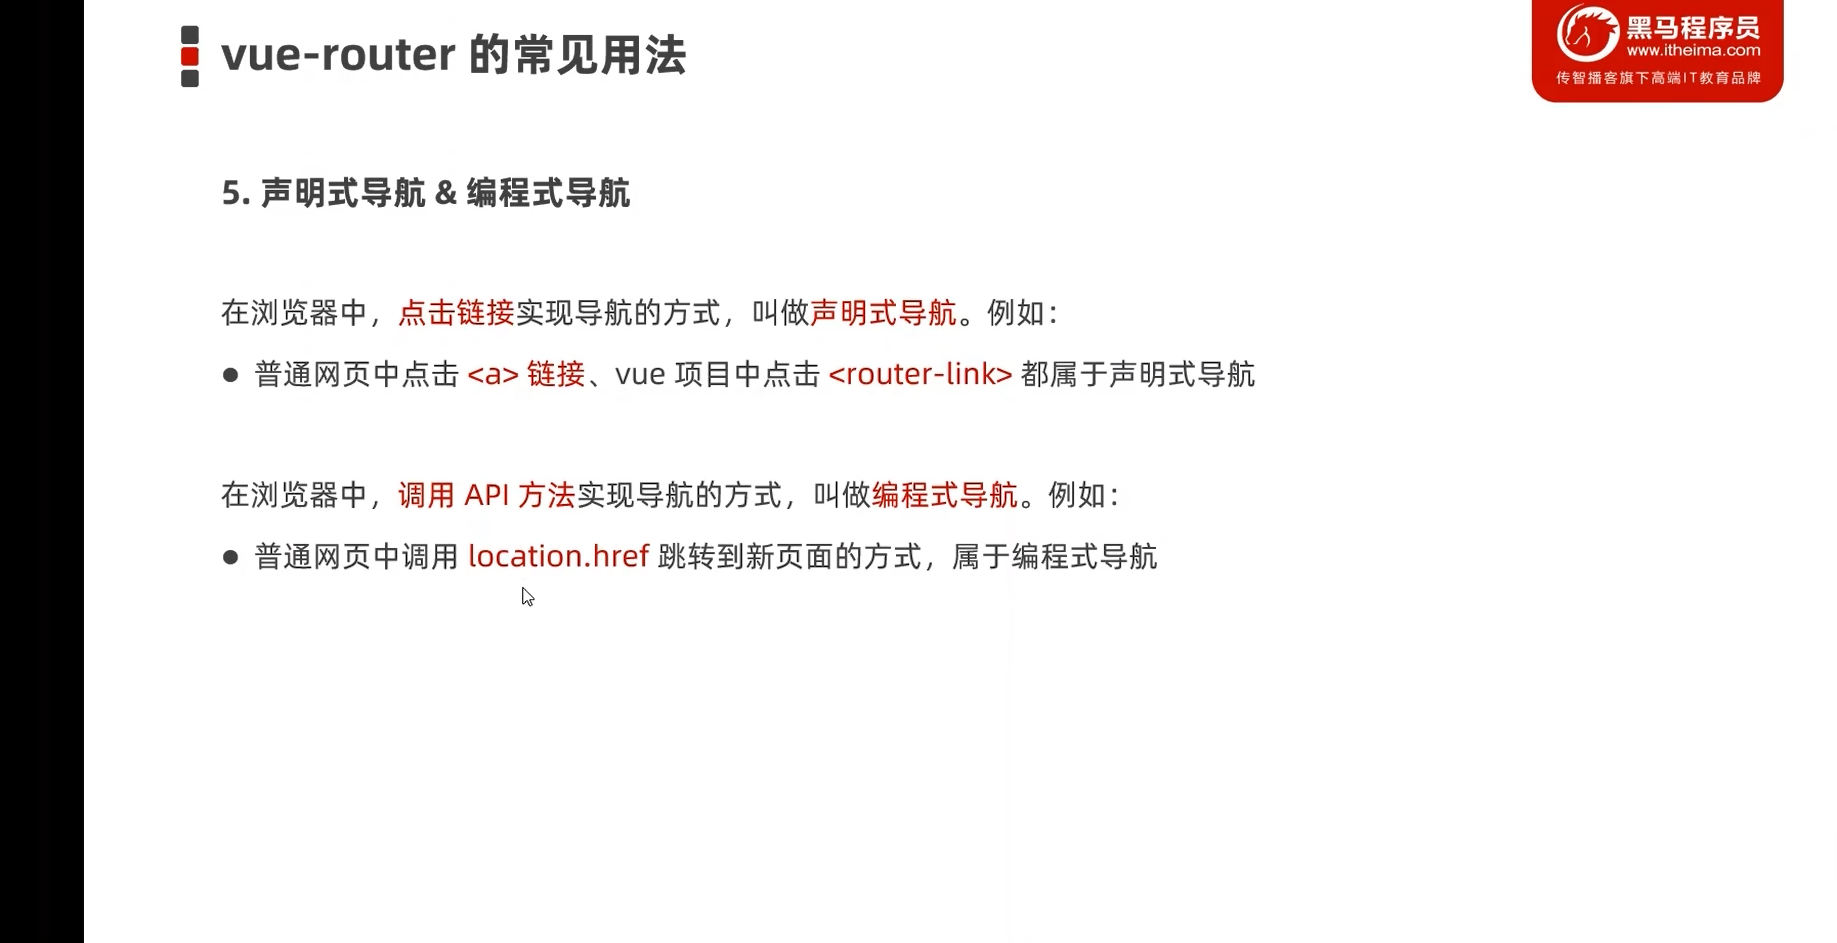 vue-router 的常见用法
黑马程序员
www.itheima.com
传智播客旗下高端IT教育品牌
5. 声明式导航 & 编程式导航
在浏览器中，点击链接实现导航的方式，叫做声明式导航。例如：
● 普通网页中点击 <a> 链接、vue 项目中点击 <router-link> 都属于声明式导航
在浏览器中，调用 API 方法实现导航的方式，叫做编程式导航。例如：
● 普通网页中调用 location.href 跳转到新页面的方式，属于编程式导航